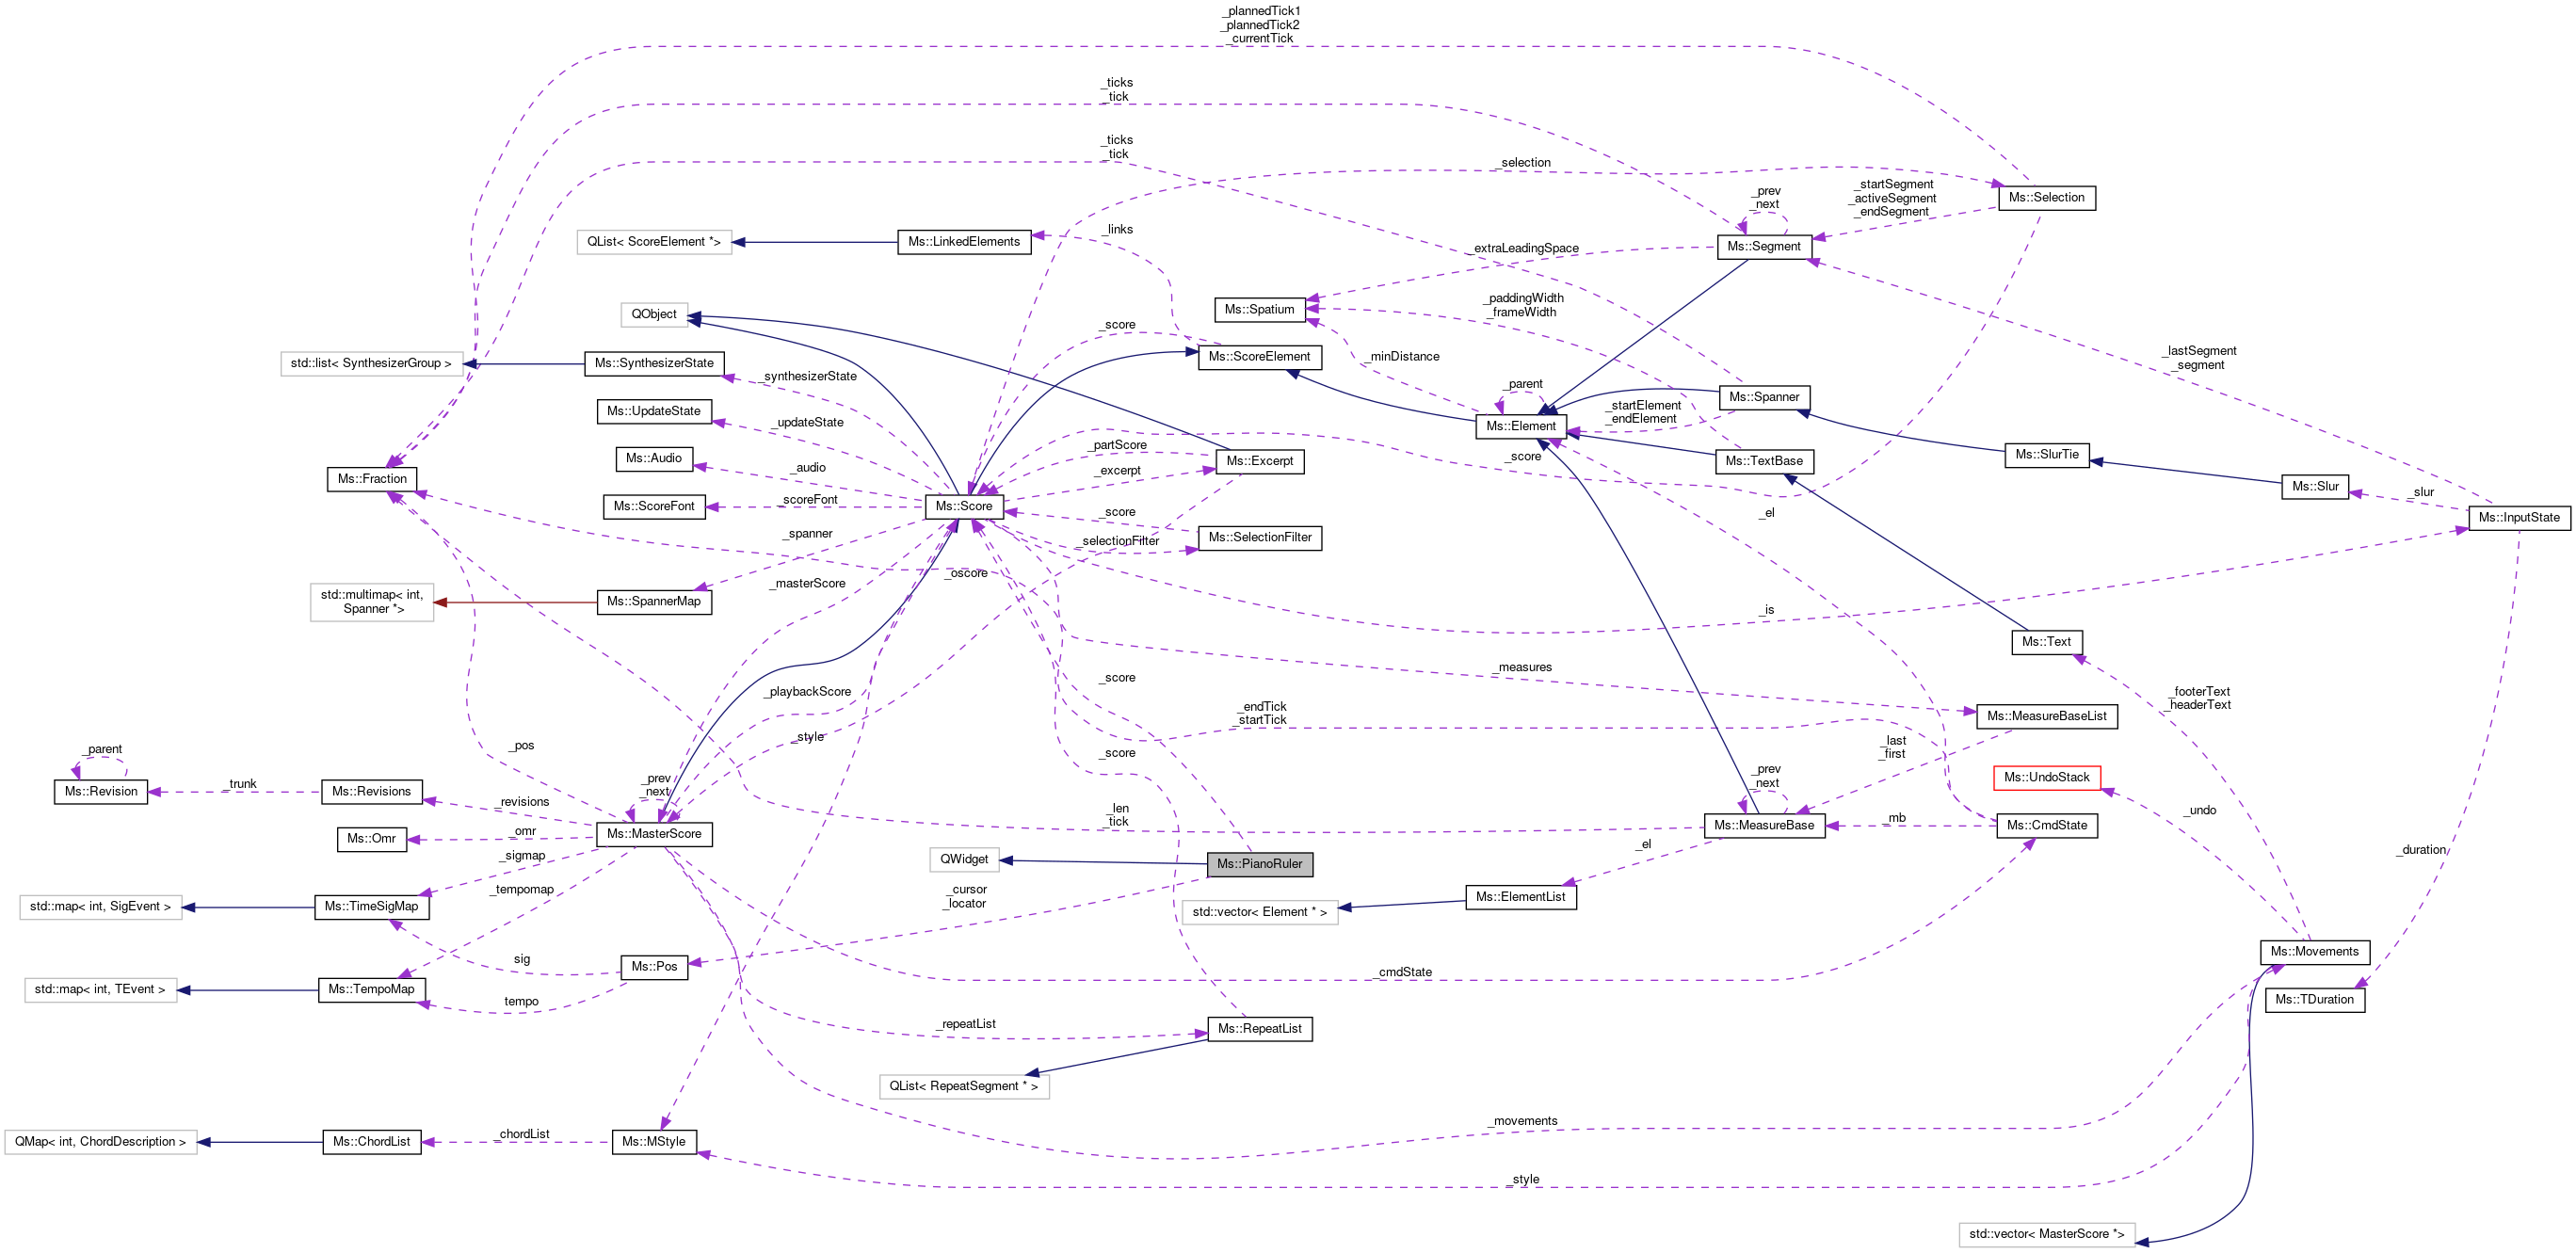 _plannedTick1
_plannedTick2
_currentTick
_ticks
_tick
_ticks
_tick
_selection
_startSegment
_activeSegment
_endSegment
Ms::Selection
_prev
_next
_links
QList< ScoreElement *>
Ms::LinkedElements
Ms::Segment
_extraLeadingSpace
_paddingWidth
_frameWidth
Ms::Spatium
QObject
_score
_minDistance
_lastSegment
_segment
std::list< SynthesizerGroup >
Ms::SynthesizerState
_synthesizerState
Ms::ScoreElement
_parent
Ms::Spanner
_startElement
_endElement
Ms::UpdateState
_updateState
Ms::Element
_partScore
_score
Ms::Audio
_audio
_excerpt
Ms::Excerpt
Ms::TextBase
Ms::SlurTie
Ms::Fraction
Ms::Slur
_slur
Ms::ScoreFont
_scoreFont
Ms::Score
_score
_el
Ms::InputState
_spanner
_selectionFilter
Ms::SelectionFilter
_masterScore
_oscore
std::multimap< int,
Spanner *>
Ms::SpannerMap
_is
Ms::Text
_measures
_score
_playbackScore
_footerText
_headerText
_endTick
_startTick
Ms::MeasureBaseList
_style
_pos
_score
_last
_first
_parent
_prev
_next
_prev
_next
Ms::UndoStack
Ms::Revision
_trunk
Ms::Revisions
_revisions
_len
_tick
_undo
Ms::Omr
_omr
Ms::MasterScore
Ms::MeasureBase
_mb
Ms::CmdState
_sigmap
QWidget
Ms::PianoRuler
_el
_duration
_tempomap
_cursor
_locator
Ms::ElementList
std::map< int, SigEvent >
Ms::TimeSigMap
std::vector< Element * >
sig
Ms::Pos
_cmdState
Ms::Movements
std::map< int, TEvent >
Ms::TempoMap
tempo
Ms::TDuration
_repeatList
Ms::RepeatList
QList< RepeatSegment * >
_movements
QMap< int, ChordDescription >
Ms::ChordList
_chordList
Ms::MStyle
_style
std::vector< MasterScore *>